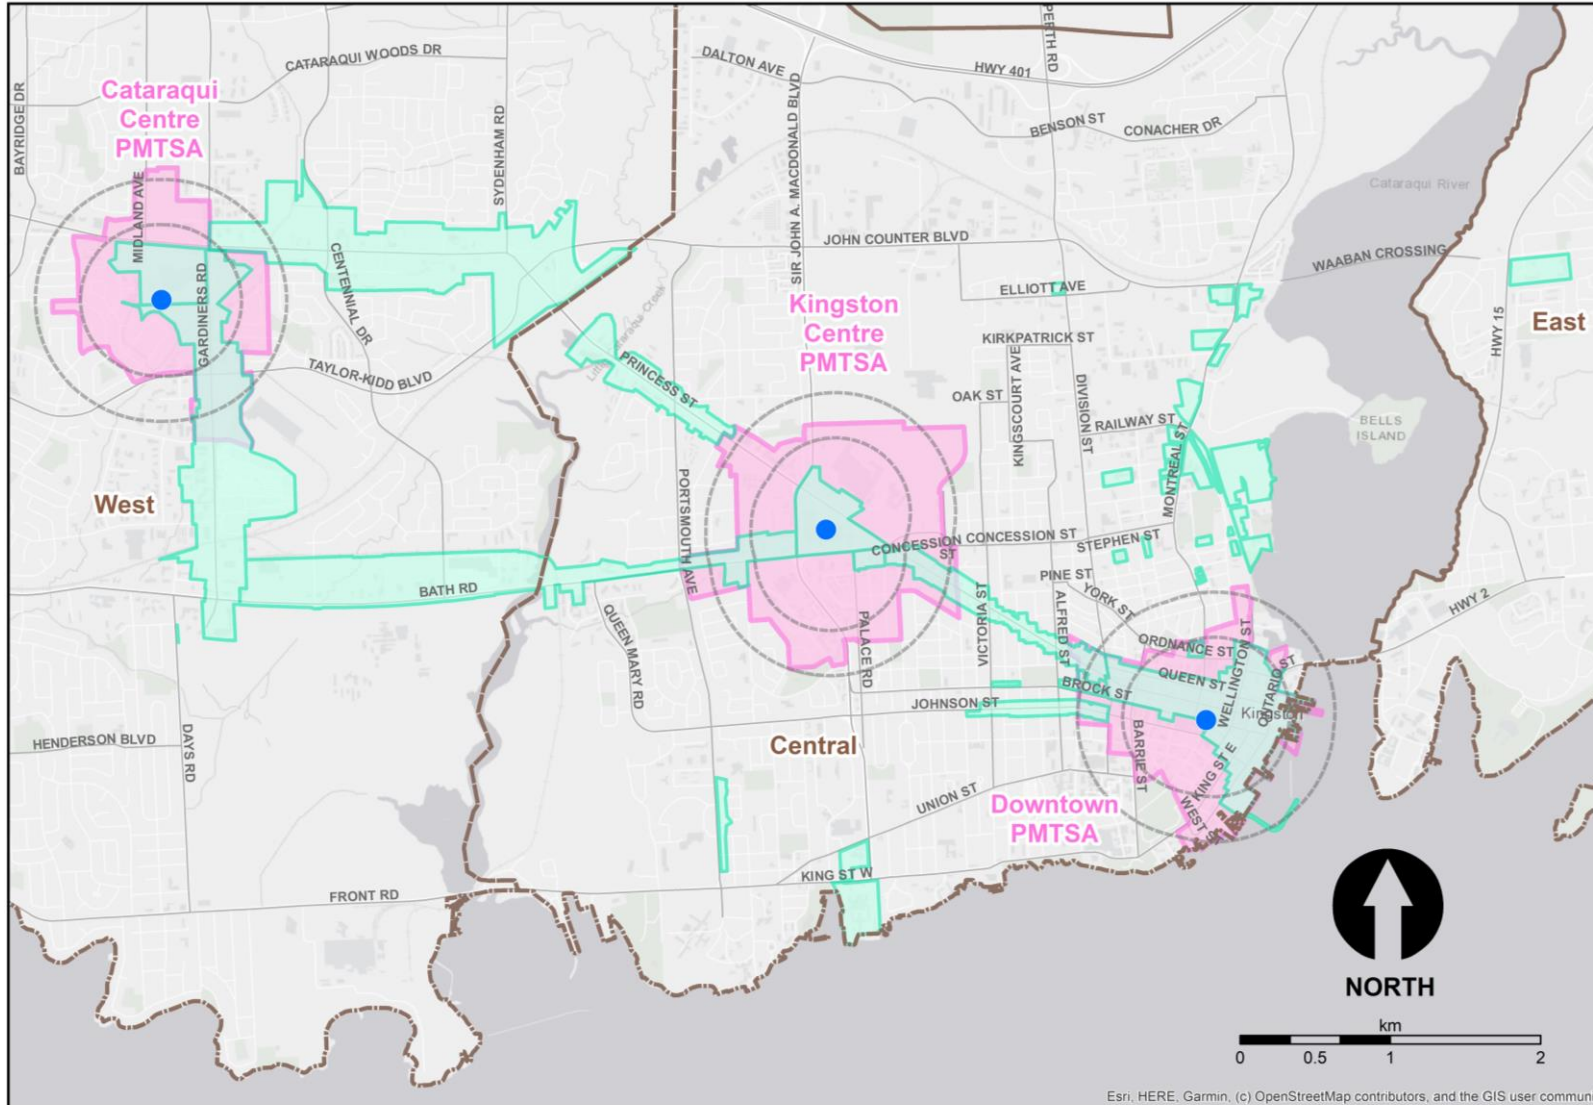 BAYRIDGE DR
CATARAQUI WOODS DR
SYDENHAM RD
DALTON AVE
SIR JOHN A. MACDONALD BLVD
HWY 401
PERTH RD
BENSON ST
CONACHER DR
Cataraqui
Centre
PMTSA
MIDLAND AVE
GARDINERS RD
CENTENNIAL DR
TAYLOR-KIDD BLVD
Cataraqui River
JOHN COUNTER BLVD
WAABAN CROSSING
ELLIOTT AVE
HWY 15
East
Kingston
Centre
PMTSA
KIRKPATRICK ST
KINGSCOURT AVE
DIVISION ST
OAK ST
RAILWAY ST
MONTREAL ST
BELLS
ISLAND
PRINCESS ST
PORTSMOUTH AVE
West
BATH RD
CONCESSION ST
CONCESSION ST
STEPHEN ST
PINE ST
YORK ST
ALFRED ST
VICTORIA ST
PALACE RD
QUEEN MARY RD
HWY 2
ORDNANCE ST
QUEEN ST
WELLINGTON ST
ONTARIO ST
BROCK ST
JOHNSON ST
Kingston
HENDERSON BLVD
DAYS RD
Central
BARRIE ST
KING ST E
WEST ST
UNION ST
Downtown
PMTSA
KING ST W
FRONT RD
NORTH
km
0 0.5 1 2
Esri, HERE, Garmin, (c) OpenStreetMap contributors, and the GIS user commun